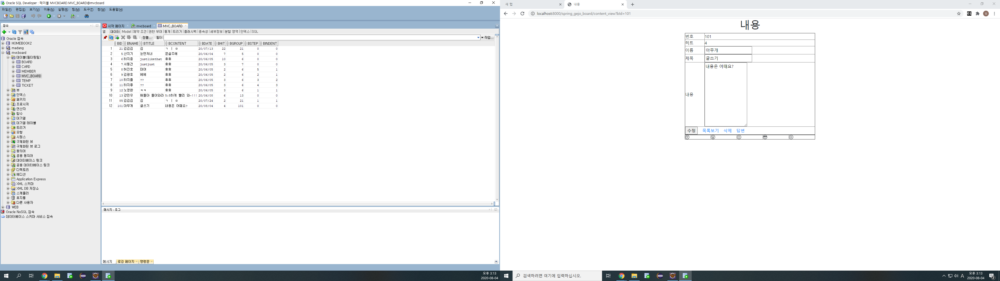 Oracle SQL Developer : 테이블 MVCBOARD.MVC_BOARD@mvcboard
파일(F) 편집(E) 보기(V) 이동(N) 실행(R) 팀(M) 도구(T) 창(W) 도움말(H)
접속
Oracle 접속
HOMEBOOK2
madang
mvcboard
테이블(필터링됨)
BOARD
CARD
MEMBER
MVC_BOARD
TEMP
TICKET
뷰
인덱스
패키지
프로시저
연산자
함수
대기열
대기열 테이블
트리거
유형
시퀀스
구체화된 뷰
구체화된 뷰 로그
동의어
공용 동의어
데이터베이스 링크
공용 데이터베이스 링크
디렉토리
에디션
Application Express
XML 스키마
XML DB 저장소
스케줄러
휴지통
다른 사용자
WEB
Oracle NoSQL 접속
데이터베이스 스키마 서비스 접속
시작 페이지 mvcboard MVC_BOARD
열 데이터 Model 제약 조건 권한 부여 통계 트리거 플래시백 종속성 세부정보 분할 영역 인덱스 SQL
정렬... 필터: 작업...
BID BNAME BTITLE BCONTENT BDATE BHIT BGROUP BSTEP BINDENT
1 21 김김김 김 ㄱ ㅣ ㅁ 20/07/13 22 21 0 0
2 5 산지기 눈먼처녀 문설주에 20/06/04 7 5 0 0
3 6 하지종 justlikethat 후후 20/06/05 10 6 0 0
4 7 서동건 justjust 후후 20/06/05 3 7 0 0
5 8 허진호 머여 후후 20/06/05 2 6 5 1
6 9 김광호 헤헤 후후 20/06/05 2 6 2 1
7 10 하지졸 ?? 후후 20/06/05 3 6 3 2
8 11 하지종 ?? 후후 20/06/05 3 6 4 3
9 12 노영환 ㅋㅋ 후후 20/06/05 3 6 1 1
10 13 강민우 애들아 들어와라 5:5하게 빨리 와~!!! 20/06/08 6 13 0 0
11 85 김김김 김 ㄱ ㅣ ㅁ 20/07/24 2 21 1 1
12 101 아무개 글쓰기 내용은 어때요? 20/08/04 4 101 0 0
메시지 - 로그
메시지 로깅 페이지 명령문
오후 3:13
2020-08-04
새 탭 내용
localhost:8000/spring_gejo_board/content_view?bId=101
내용
번호 101
히트 4
이름 아무개
제목 글쓰기
내용 내용은 어때요?
수정 목록보기 삭제 답변
검색하려면 여기에 입력하십시오.
A 오후 3:13
2020-08-04